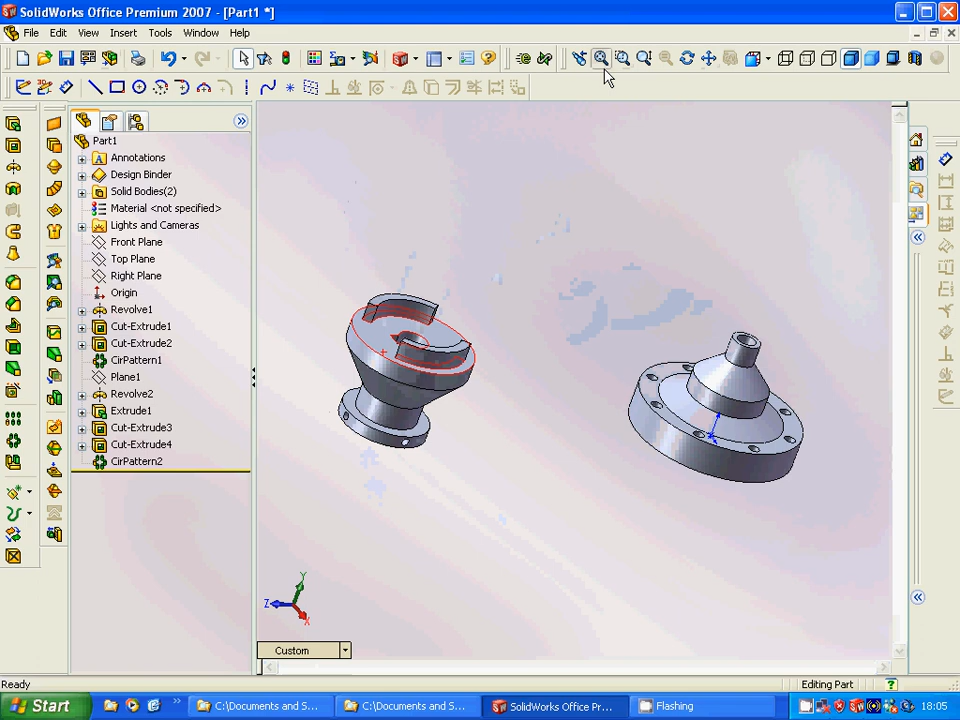 SolidWorks Office Premium 2007 - [Part1 *]
File Edit View Insert Tools Window Help
Part1
A Annotations
Design Binder
Solid Bodies(2)
Material <not specified>
Lights and Cameras
Front Plane
Top Plane
Right Plane
Origin
Revolve1
Cut-Extrude1
Cut-Extrude2
CirPattern1
Plane1
Revolve2
Extrude1
Cut-Extrude3
Cut-Extrude4
CirPattern2
Y
Z
X
Custom
Ready
Editing Part
?
Start
C:\Documents and S...
C:\Documents and S...
SolidWorks Office Pr...
Flashing
18:05